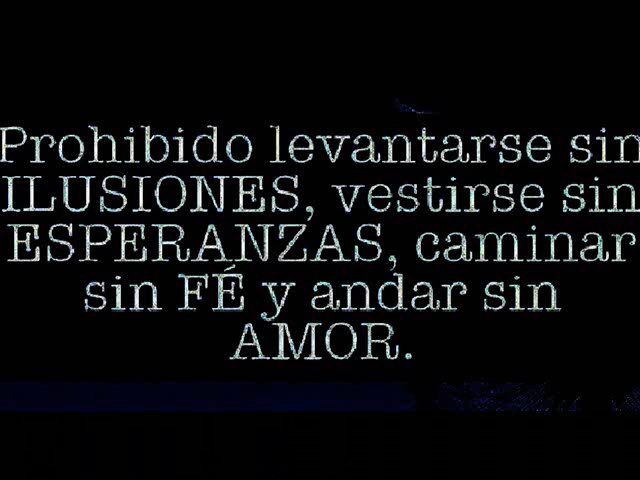 Prohibido levantarse sin
ILUSIONES, vestirse sin
ESPERANZAS, caminar
sin FÉ y andar sin
AMOR.